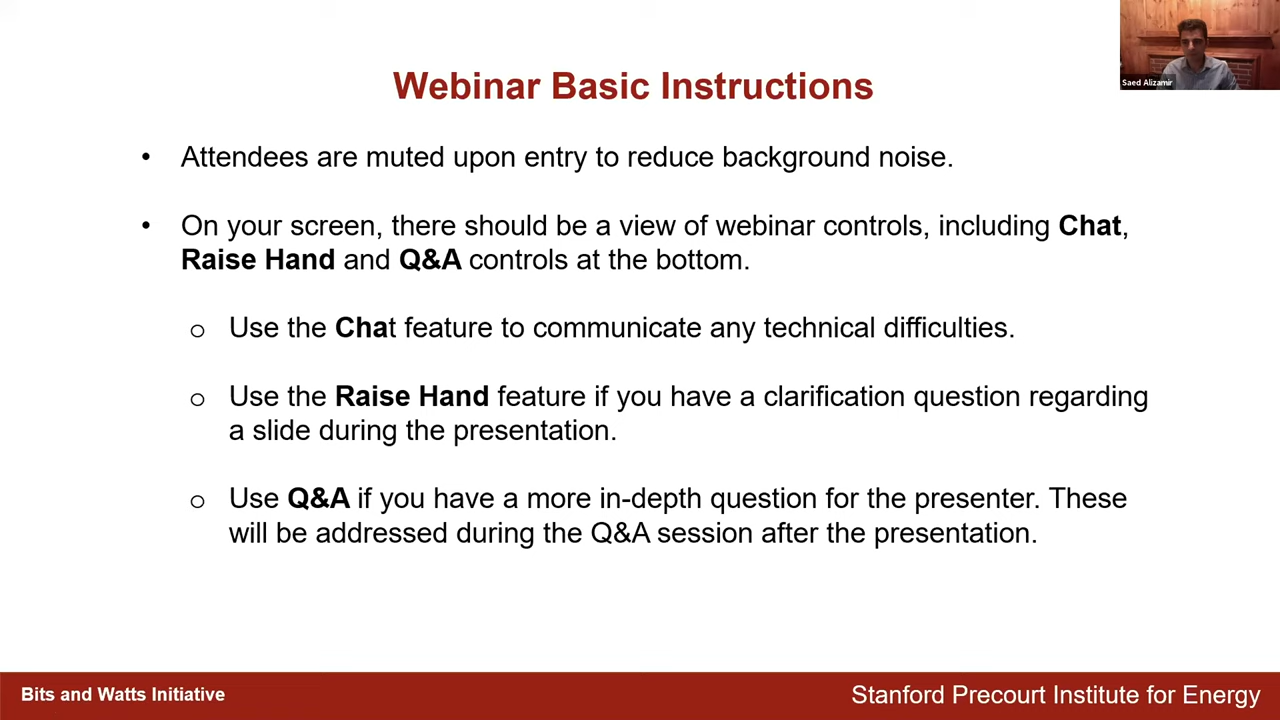 Saed Alizamir
Webinar Basic Instructions
• Attendees are muted upon entry to reduce background noise.
• On your screen, there should be a view of webinar controls, including Chat,
Raise Hand and Q&A controls at the bottom.
o Use the Chat feature to communicate any technical difficulties.
o Use the Raise Hand feature if you have a clarification question regarding
a slide during the presentation.
o Use Q&A if you have a more in-depth question for the presenter. These
will be addressed during the Q&A session after the presentation.
Bits and Watts Initiative
Stanford Precourt Institute for Energy